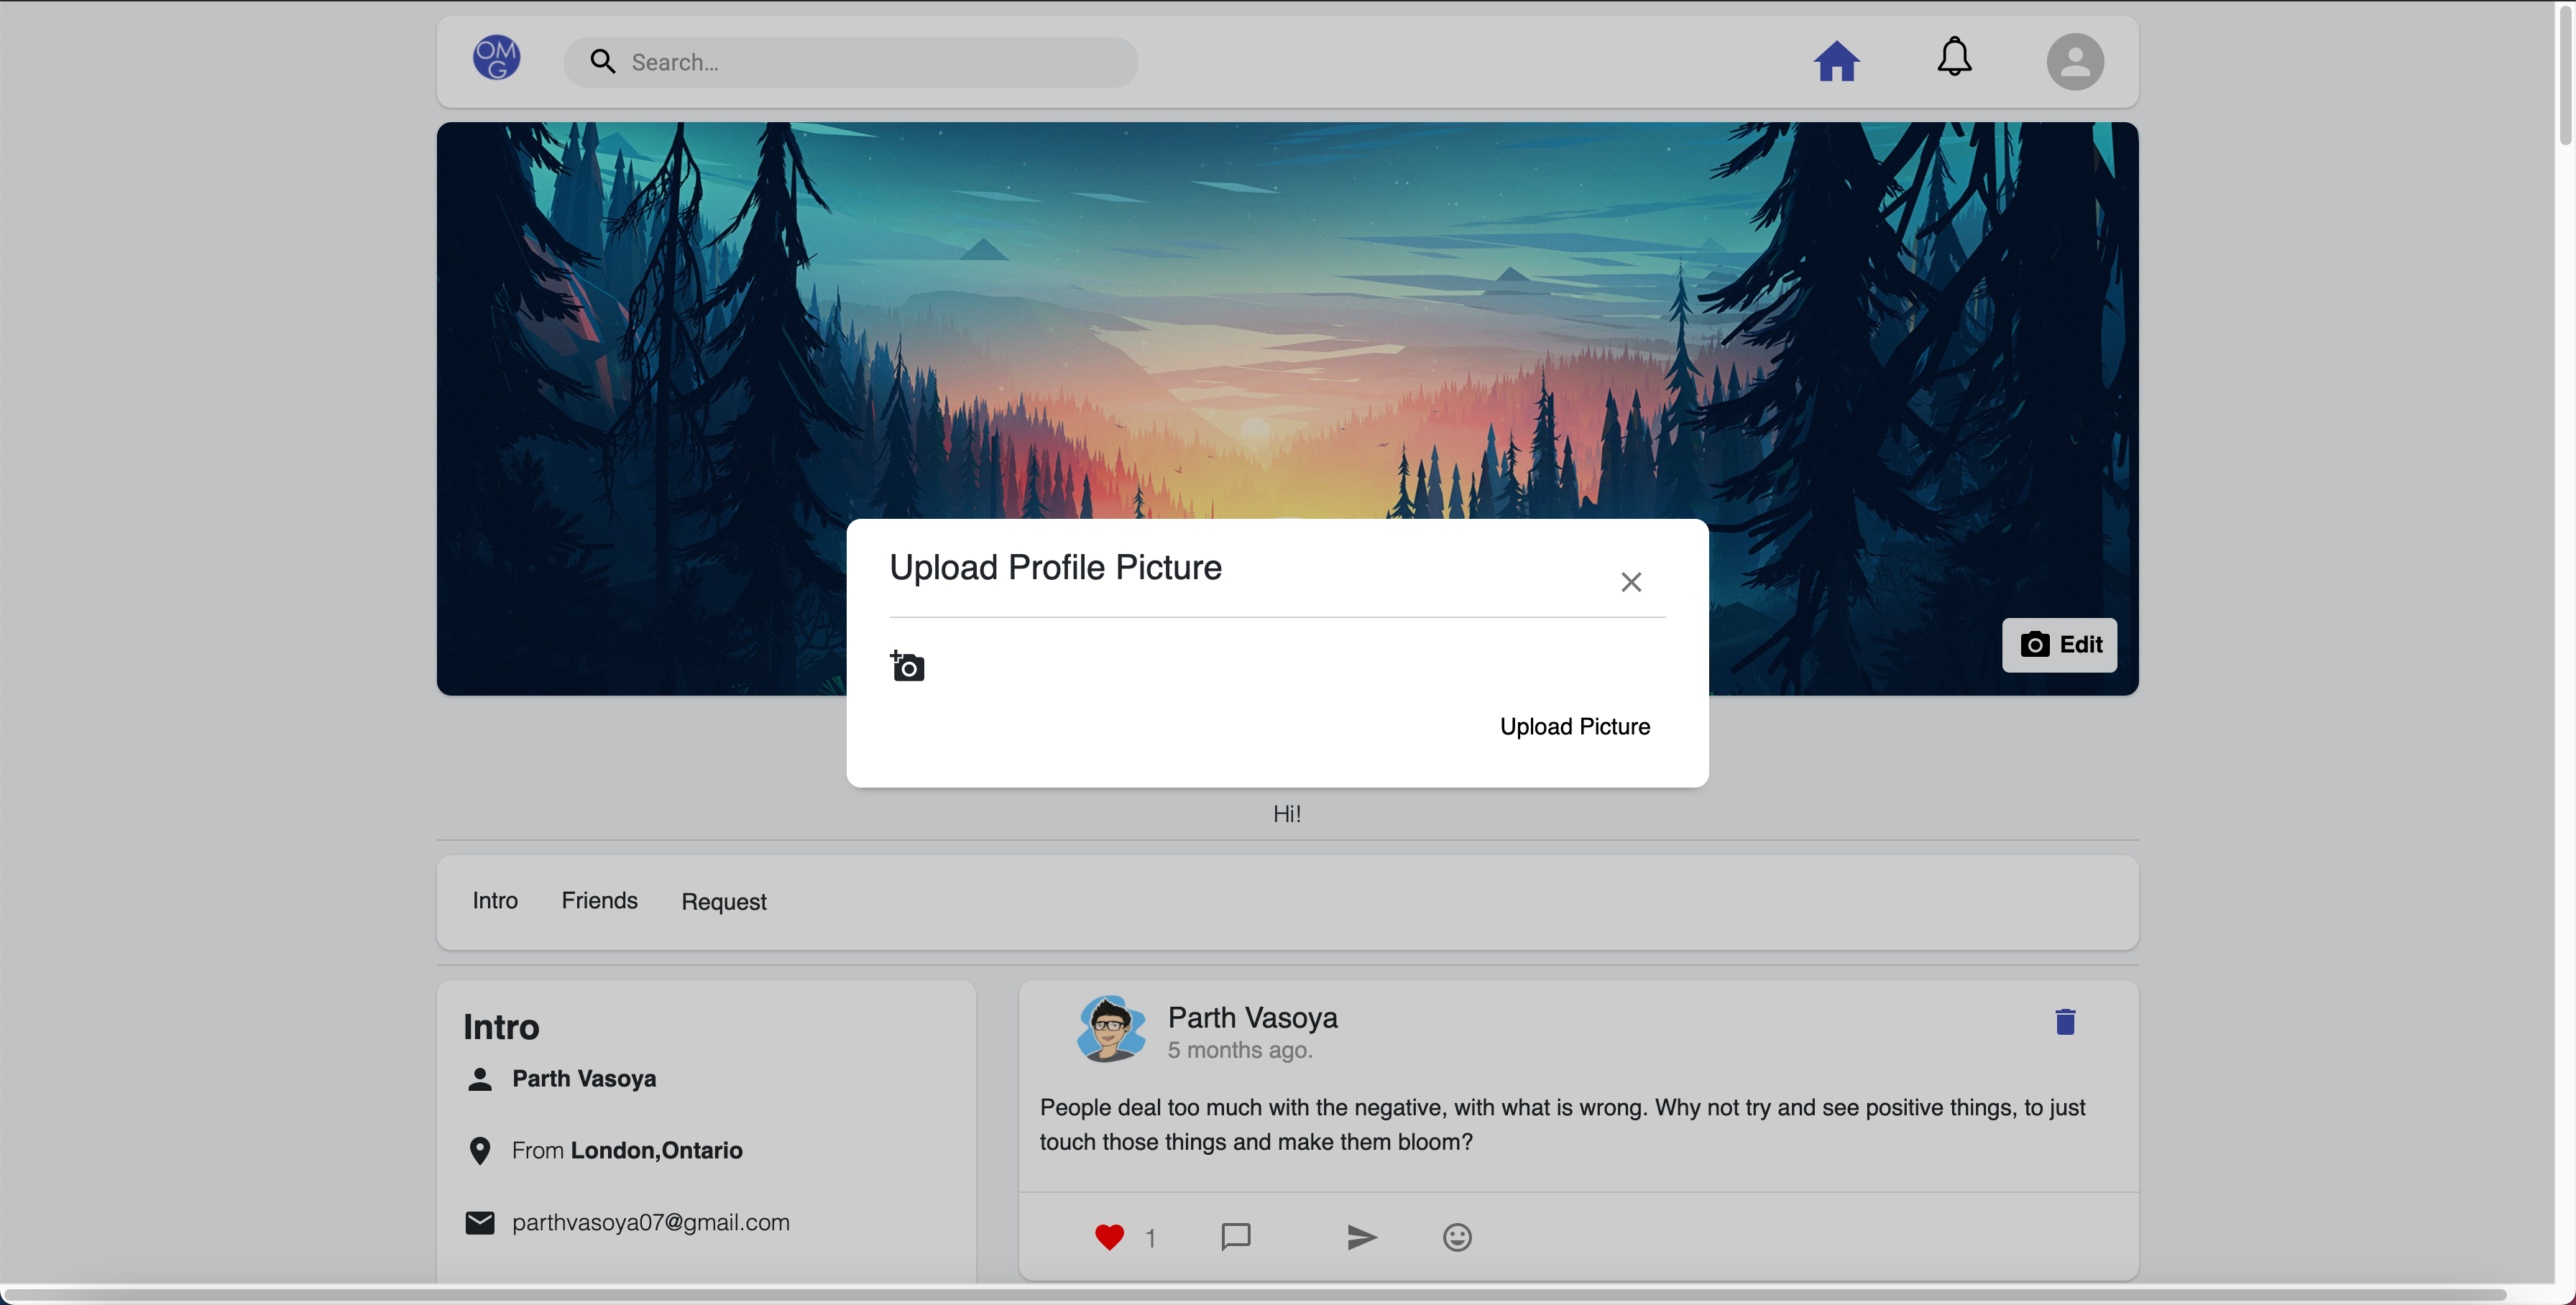 OM
G
Search...
Upload Profile Picture
Edit
Upload Picture
Hi!
Intro
Friends
Request
Intro
Parth Vasoya
From London,Ontario
parthvasoya07@gmail.com
Parth Vasoya
5 months ago.
People deal too much with the negative, with what is wrong. Why not try and see positive things, to just
touch those things and make them bloom?
1